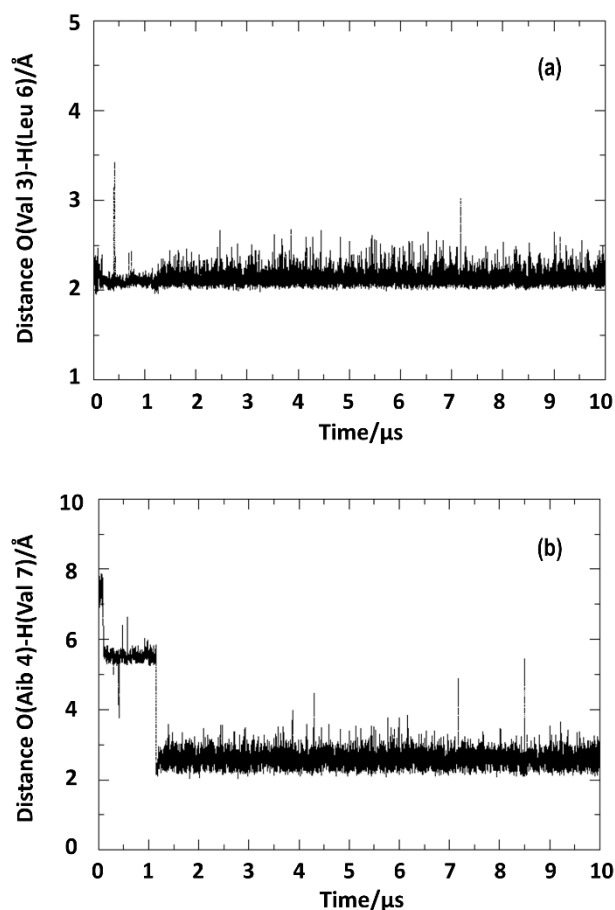 (a)
Distance O(Val 3)-H(Leu 6)/Å
5
4
3
2
1
0 1 2 3 4 5 6 7 8 9 10
Time/μs
(b)
Distance O(Aib 4)-H(Val 7)/Å
10
8
6
4
2
0
0 1 2 3 4 5 6 7 8 9 10
Time/μs